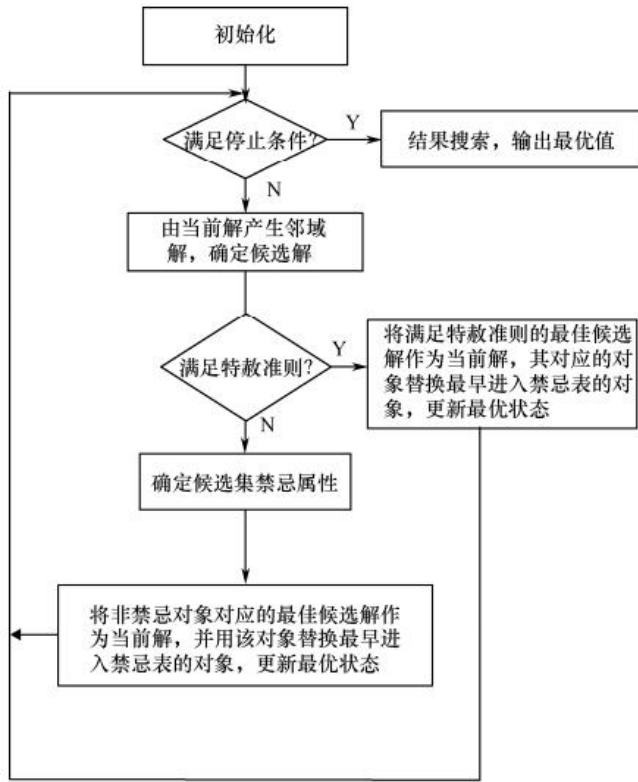 初始化
满足停止条件?
Y
结果搜索，输出最优值
N
由当前解产生邻域
解，确定候选解
满足特赦准则?
Y
将满足特赦准则的最佳候选
解作为当前解，其对应的对
象替换最早进入禁忌表的对
象，更新最优状态
N
确定候选集禁忌属性
将非禁忌对象对应的最佳候选解作
为当前解，并用该对象替换最早进
入禁忌表的对象，更新最优状态